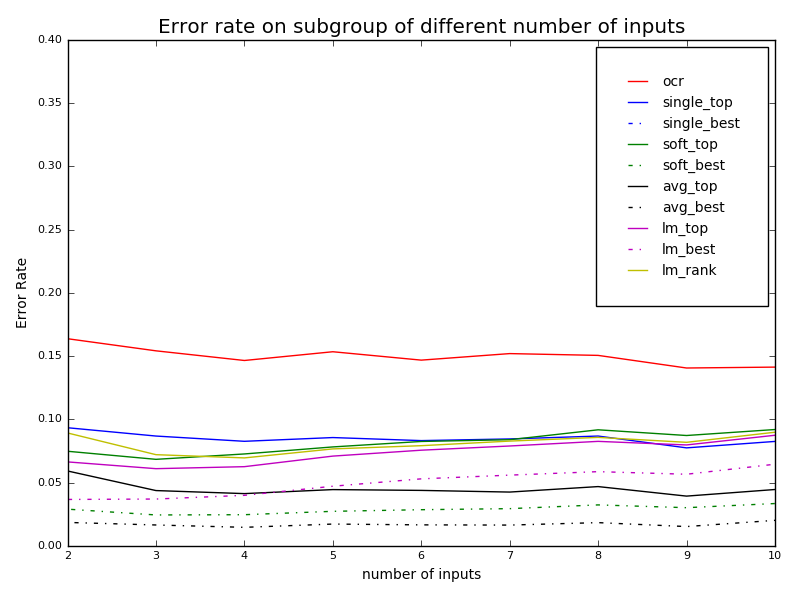 Error rate on subgroup of different number of inputs
0.40
0.35
0.30
0.25
0.20
0.15
0.10
0.05
0.00
Error Rate
ocr
single_top
single_best
soft_top
soft_best
avg_top
avg_best
lm_top
lm_best
lm_rank
2 3 4 5 6 7 8 9 10
number of inputs